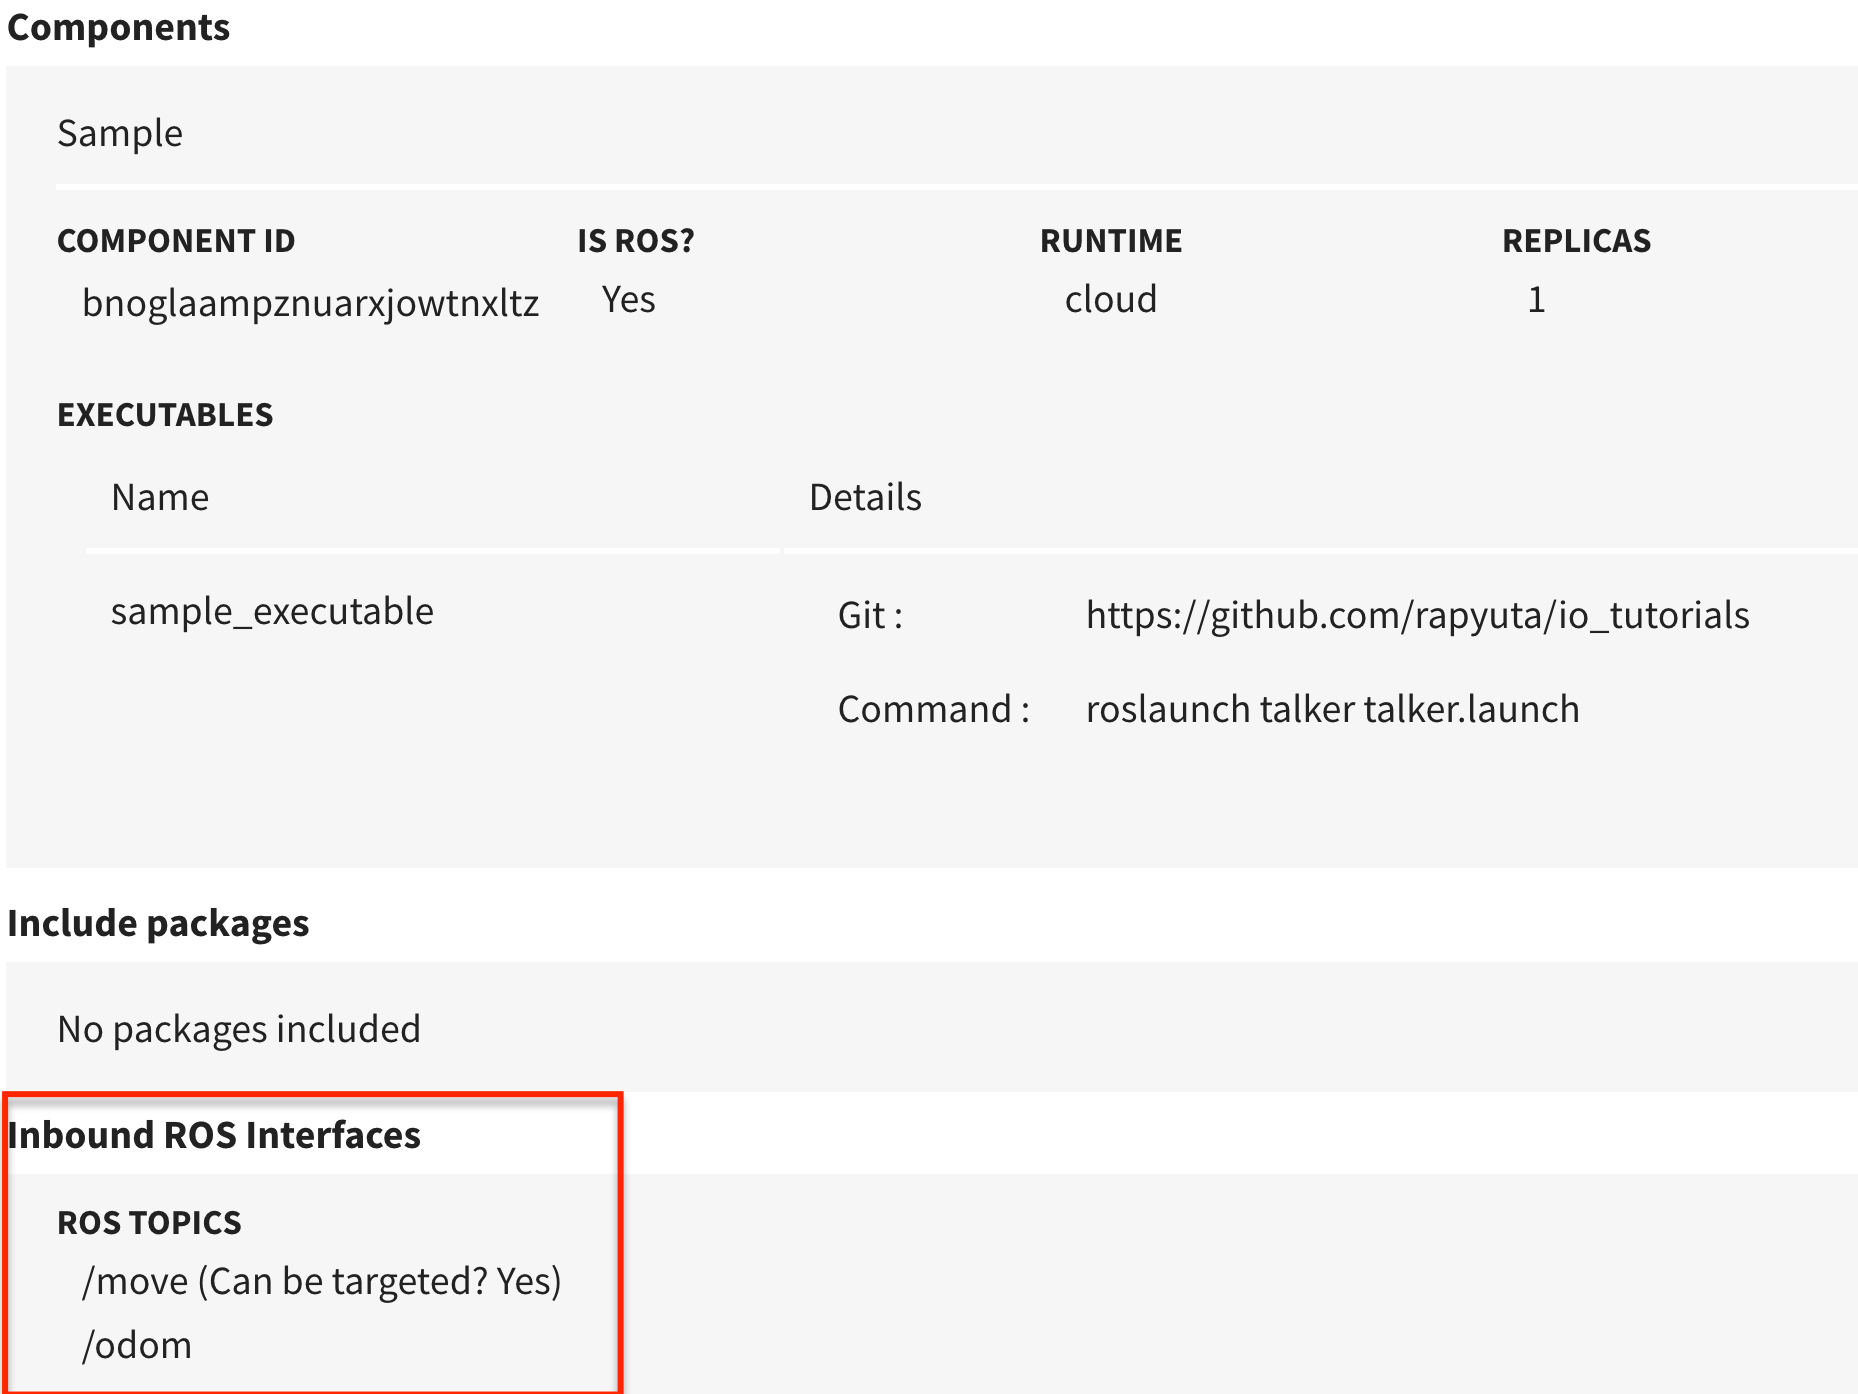 Components
Sample
COMPONENT ID IS ROS? RUNTIME REPLICAS
bnoglaampznuarxjowtnxltz Yes cloud 1
EXECUTABLES
Name Details
sample_executable Git : https://github.com/rapyuta/io_tutorials
Command : roslaunch talker talker.launch
Include packages
No packages included
Inbound ROS Interfaces
ROS TOPICS
/move (Can be targeted? Yes)
/odom